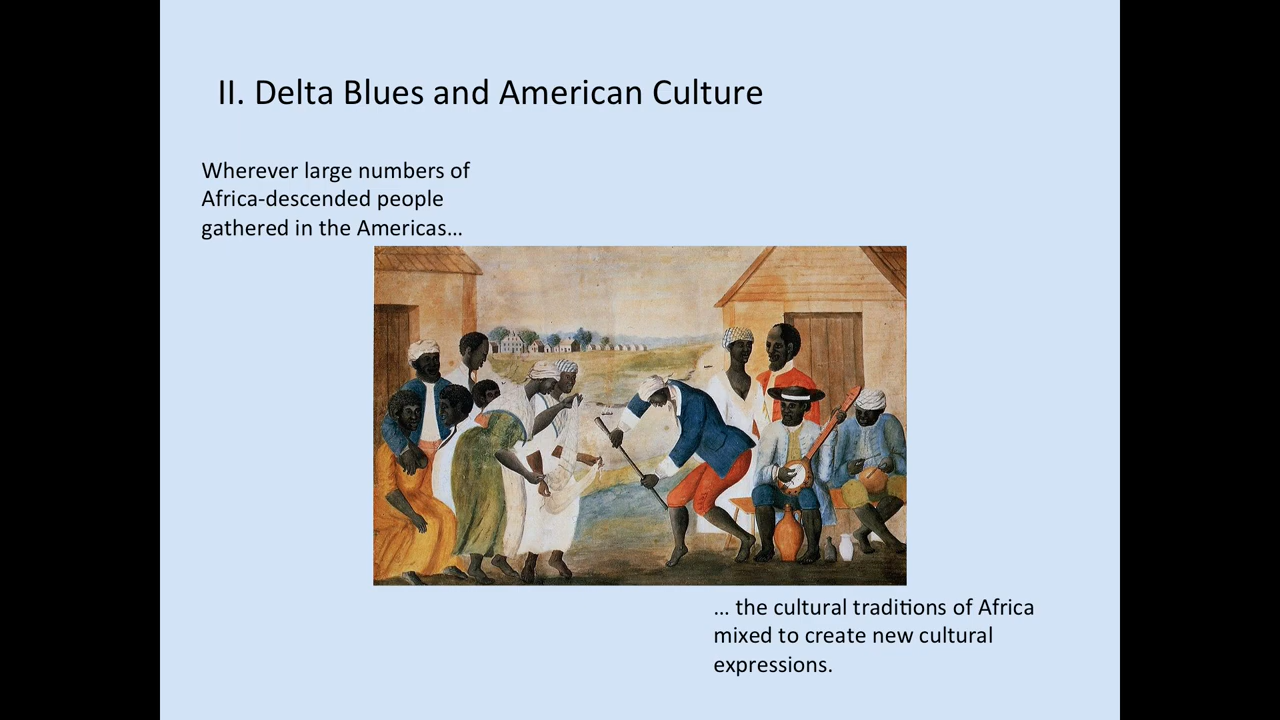 II. Delta Blues and American Culture
Wherever large numbers of
Africa-descended people
gathered in the Americas…
… the cultural traditions of Africa
mixed to create new cultural
expressions.